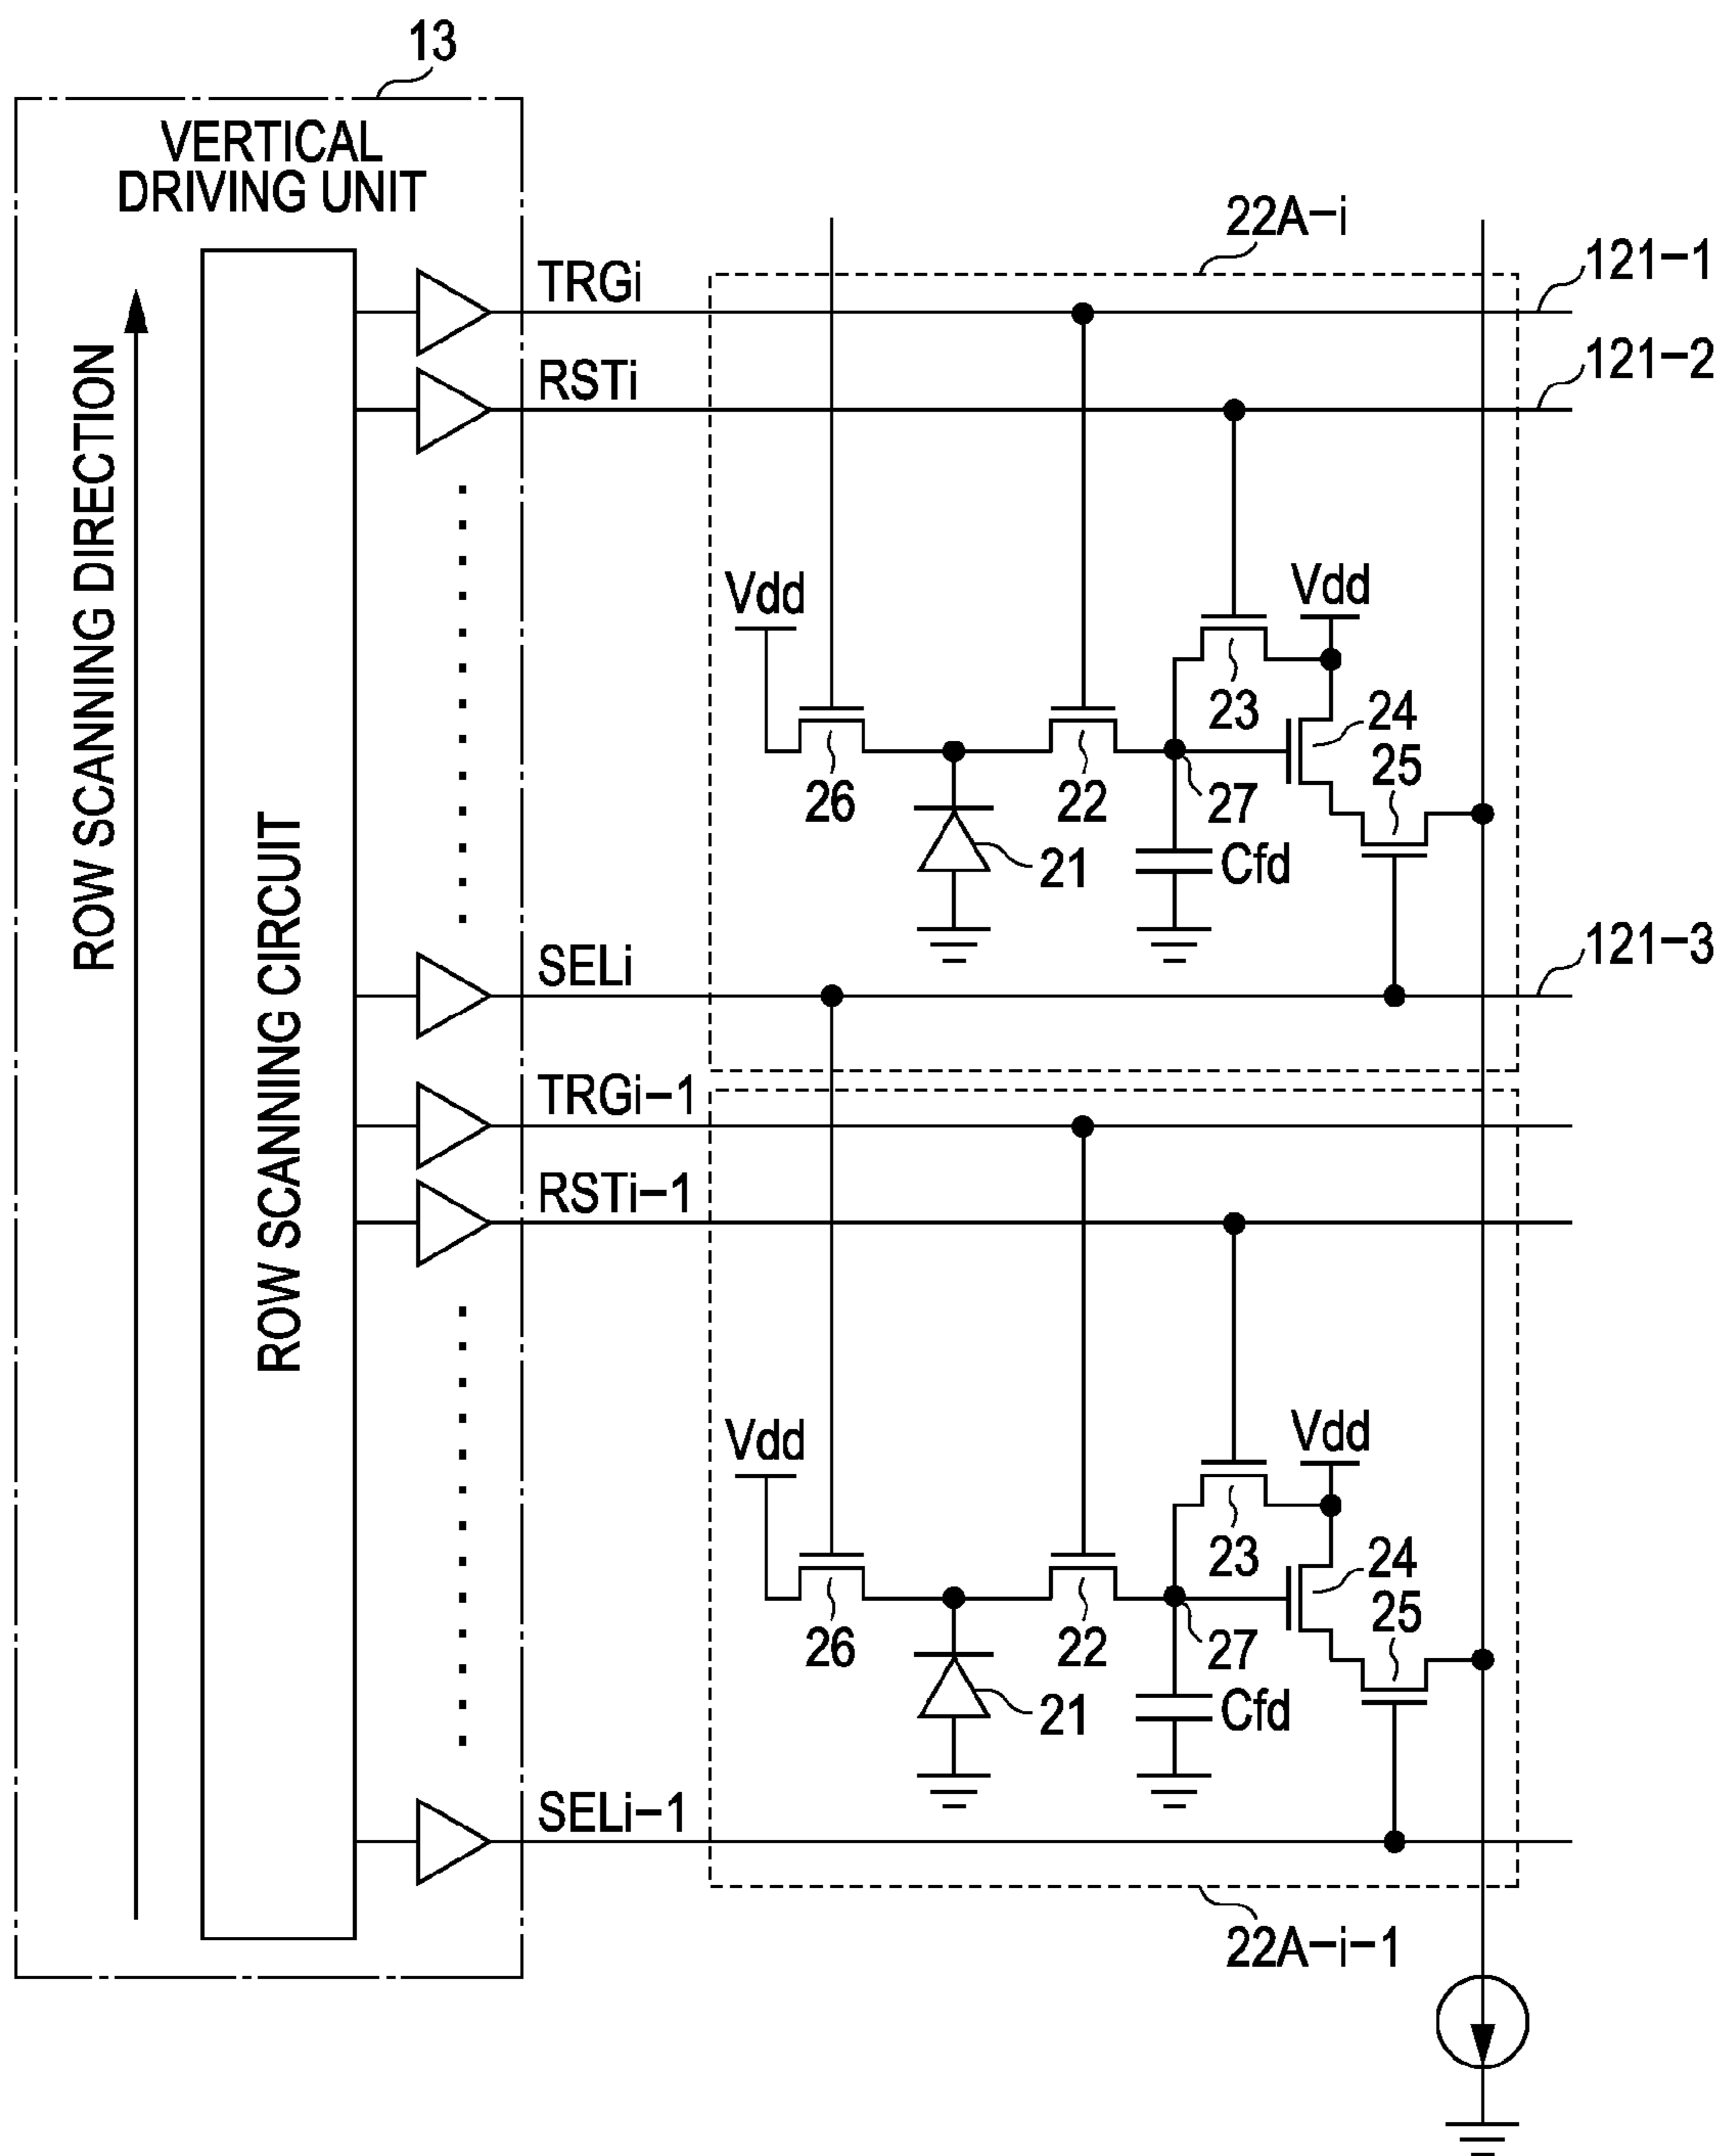 13
VERTICAL
DRIVING UNIT
ROW SCANNING DIRECTION
ROW SCANNING CIRCUIT
22A-i
TRGi
121-1
RSTi
121-2
Vdd
Vdd
23
24
25
26
22
27
21
Cfd
SELi
121-3
TRGi-1
RSTi-1
Vdd
Vdd
23
24
25
26
22
27
21
Cfd
SELi-1
22A-i-1